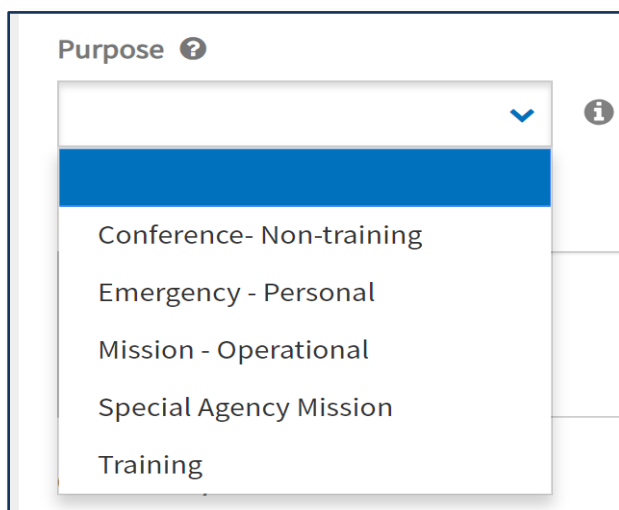 Purpose
Conference- Non-training
Emergency - Personal
Mission - Operational
Special Agency Mission
Training